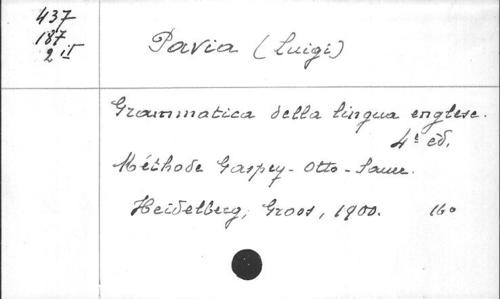 437
187
2 II
Pavia (Luigi)
Grammatica della lingua englese.
4e ed.
Méthode Gaspey-Otto-Sauer.
Heidelberg, Groos, 1900. 16o